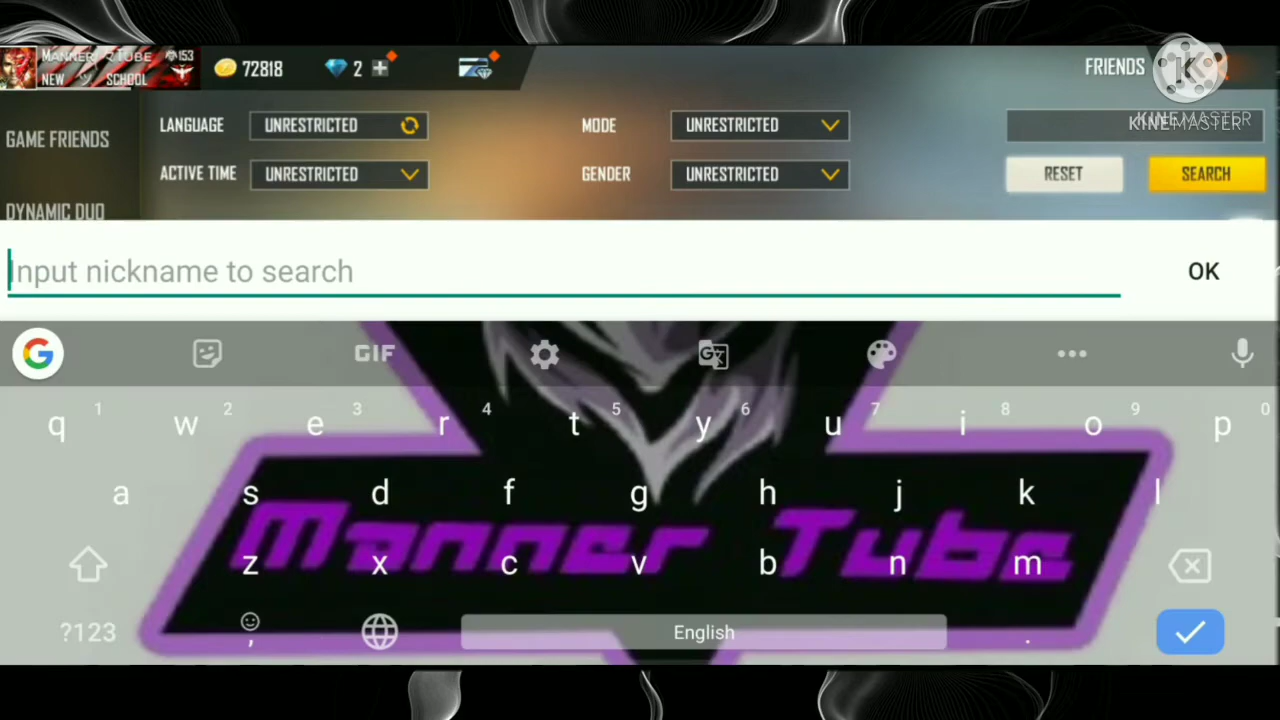 MANNER TUBE
153
NEW SCHOOL
72818
2
FRIENDS
K
KINEMASTER
KINEMASTER
GAME FRIENDS
LANGUAGE UNRESTRICTED
MODE UNRESTRICTED
ACTIVE TIME UNRESTRICTED
GENDER UNRESTRICTED
RESET
SEARCH
DYNAMIC DUO
Input nickname to search
OK
G
GIF
G
1 2 3 4 5 6 7 8 9 0
q w e r t y u i o p
a s d f g h j k l
Manner Tube
z x c v b n m
?123 , English .